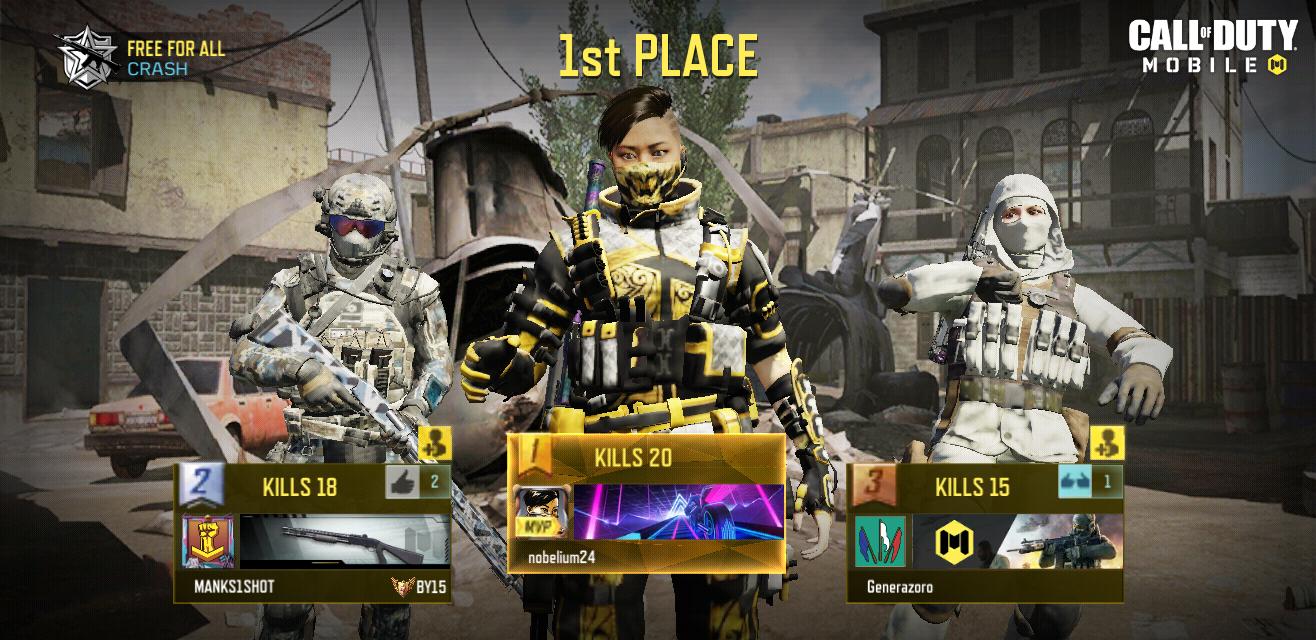 FREE FOR ALL
CRASH
1st PLACE
CALL OF DUTY
MOBILE
2
KILLS 18
2
MANKS1SHOT
BY15
1
KILLS 20
MVP
nobelium24
3
KILLS 15
1
Generazoro